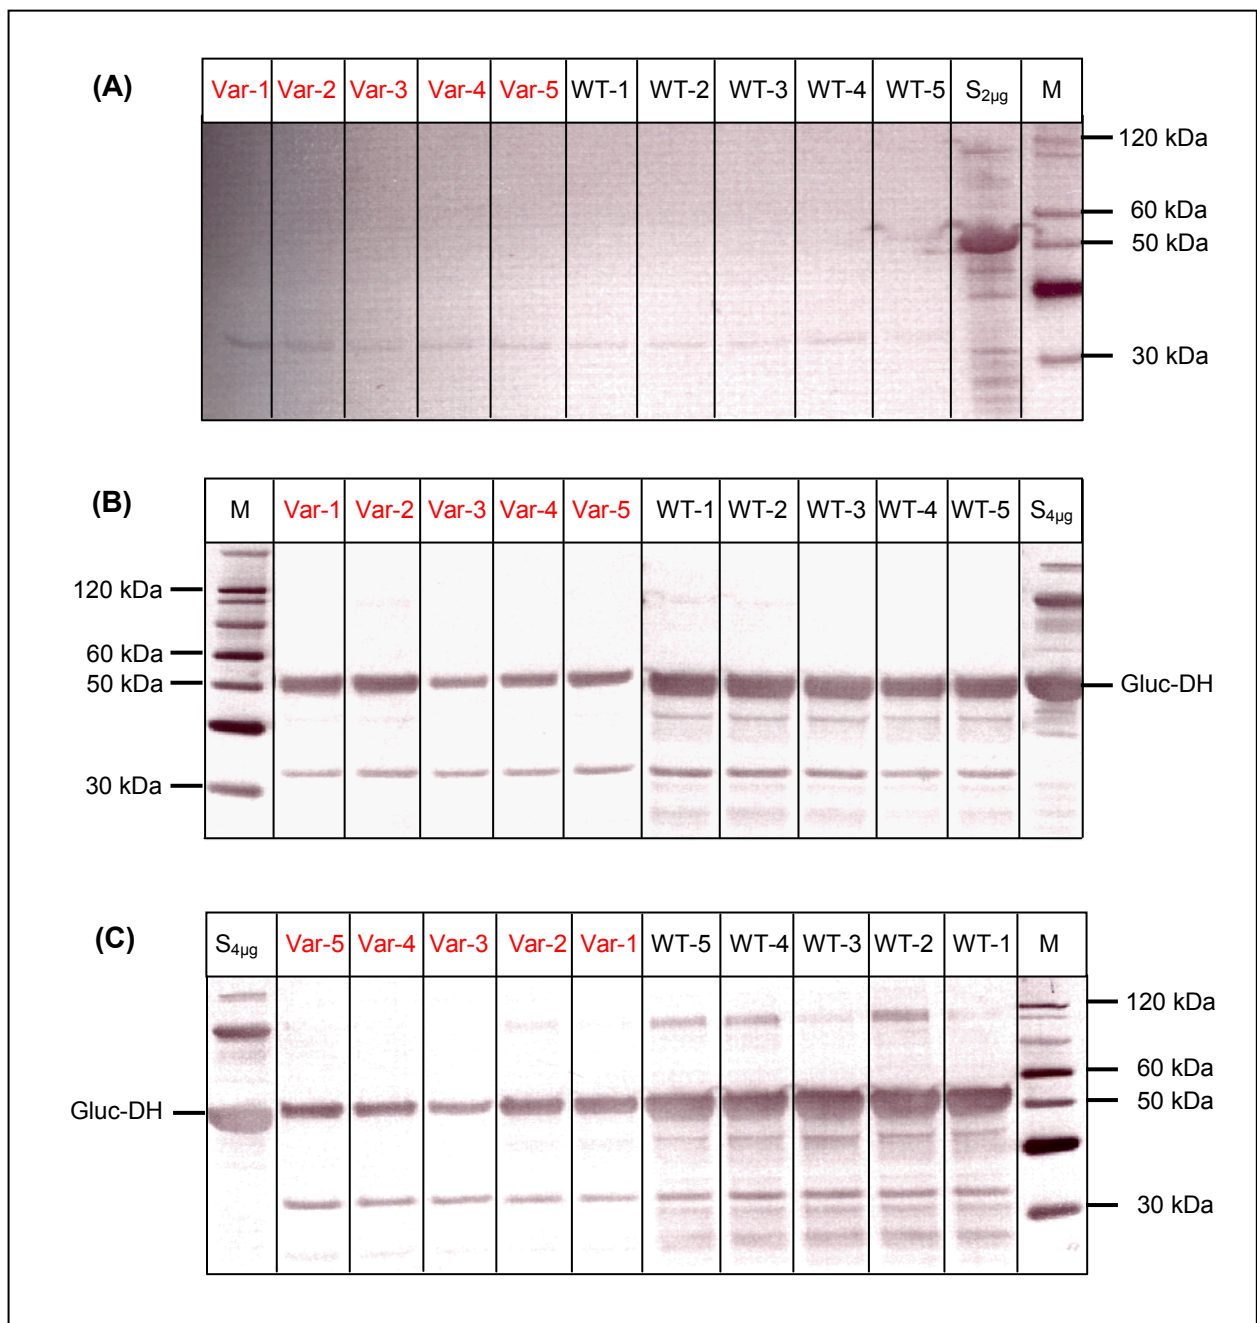 (A)
Var-1 Var-2 Var-3 Var-4 Var-5 WT-1 WT-2 WT-3 WT-4 WT-5 S2µg M
120 kDa
60 kDa
50 kDa
30 kDa
(B)
M Var-1 Var-2 Var-3 Var-4 Var-5 WT-1 WT-2 WT-3 WT-4 WT-5 S4µg
120 kDa
60 kDa
50 kDa
Gluc-DH
30 kDa
(C)
S4µg Var-5 Var-4 Var-3 Var-2 Var-1 WT-5 WT-4 WT-3 WT-2 WT-1 M
120 kDa
60 kDa
50 kDa
Gluc-DH
30 kDa